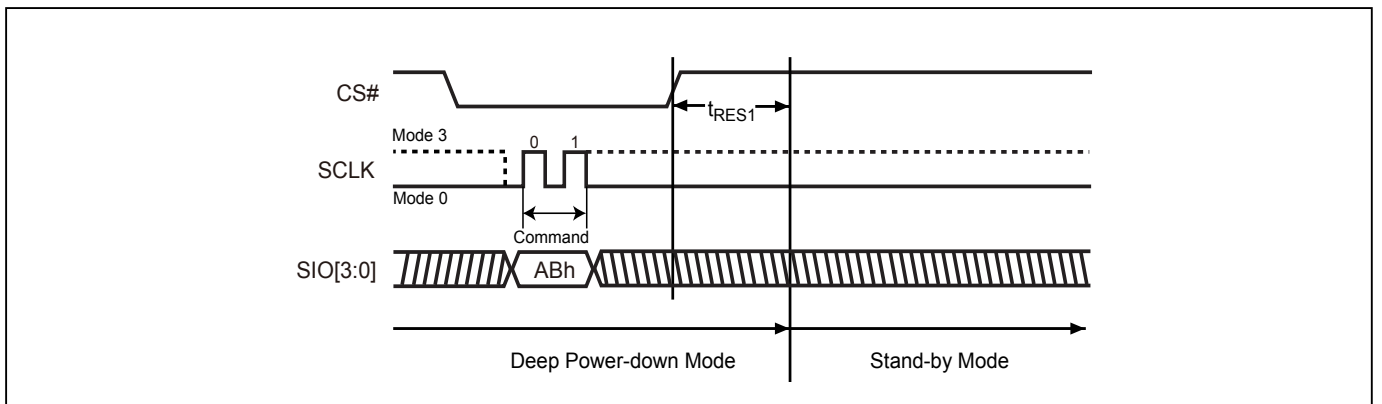 CS#
tRES1
Mode 3
0 1
SCLK
Mode 0
Command
SIO[3:0]
ABh
Deep Power-down Mode
Stand-by Mode